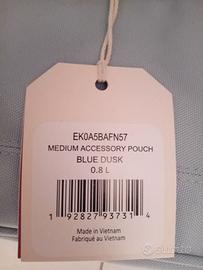 EK0A5BAFN57
MEDIUM ACCESSORY POUCH
BLUE DUSK
0.8 L
1 92827 93731 4
Made in Vietnam
Fabriqué au Vietnam